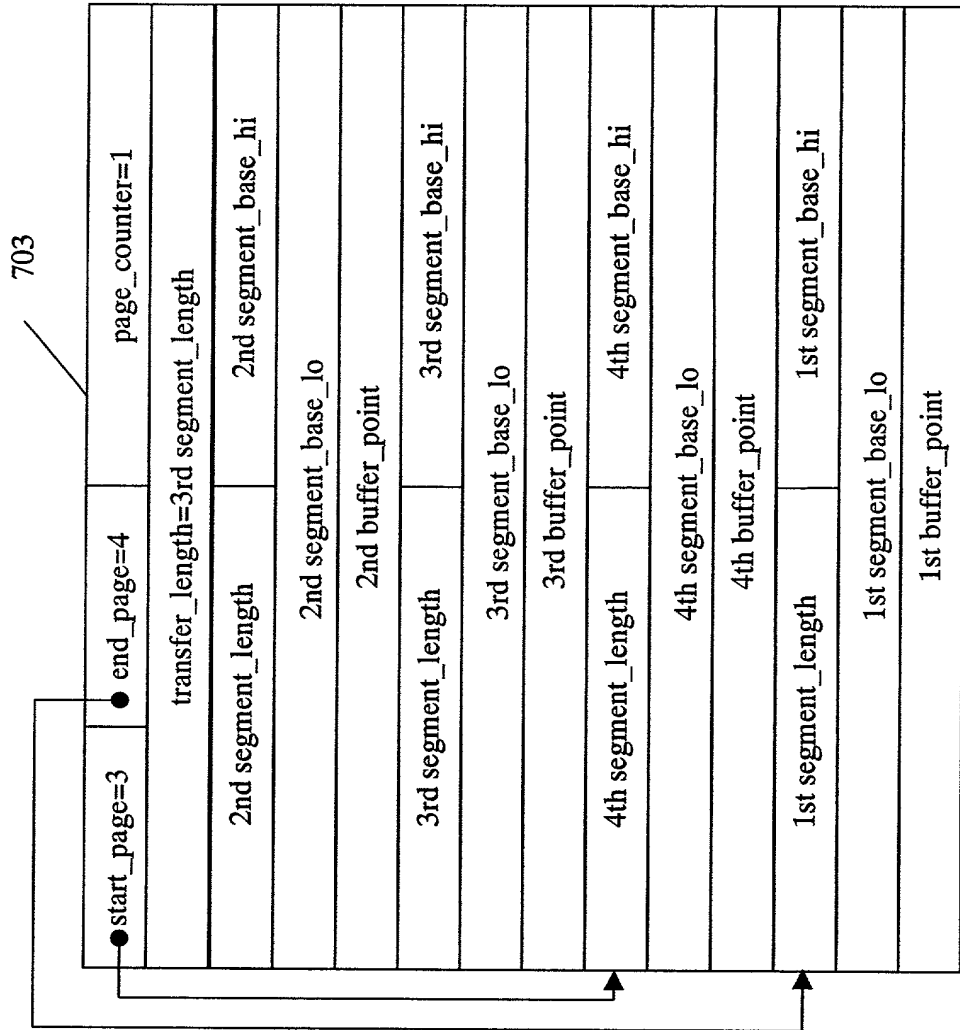 703
start_page=3 end_page=4 page_counter=1
transfer_length=3rd segment_length
2nd segment_length 2nd segment_base_hi
2nd segment_base_lo
2nd buffer_point
3rd segment_length 3rd segment_base_hi
3rd segment_base_lo
3rd buffer_point
4th segment_length 4th segment_base_hi
4th segment_base_lo
4th buffer_point
1st segment_length 1st segment_base_hi
1st segment_base_lo
1st buffer_point